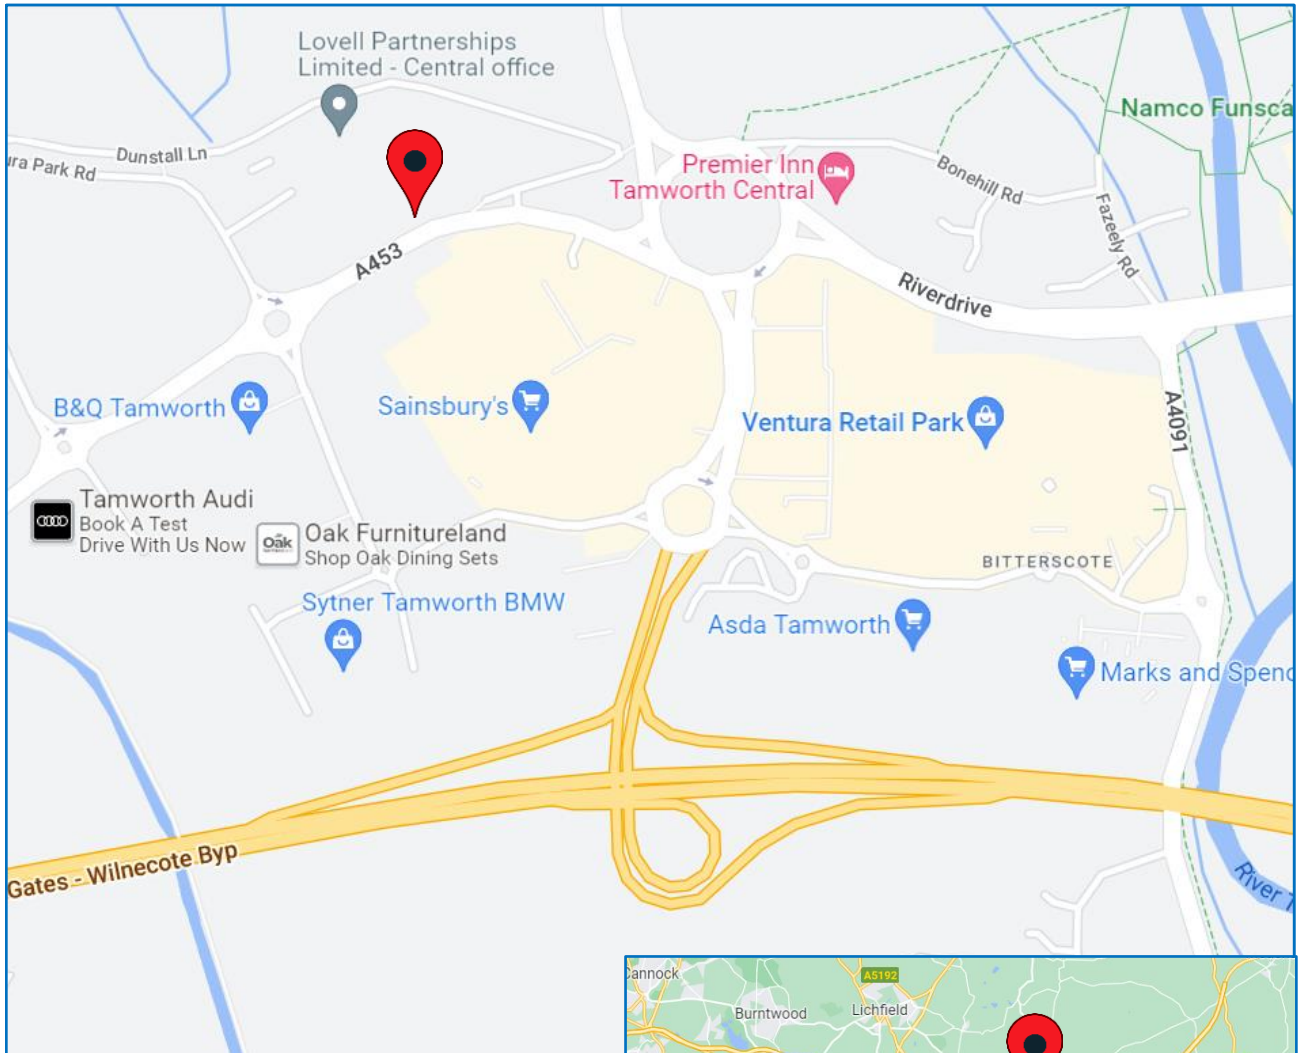 Lovell Partnerships
Limited - Central office
Namco Funsca
Dunstall Ln
ura Park Rd
Premier Inn
Tamworth Central
Bonehill Rd
Fazeely Rd
A453
Riverdrive
B&Q Tamworth
Sainsbury's
Ventura Retail Park
A4091
Tamworth Audi
Book A Test
Drive With Us Now
Oak
Oak Furnitureland
Shop Oak Dining Sets
BITTERSCOTE
Sytner Tamworth BMW
Asda Tamworth
Marks and Spenc
Gates - Wilnecote Byp
River T
Cannock
A5192
Burntwood
Lichfield